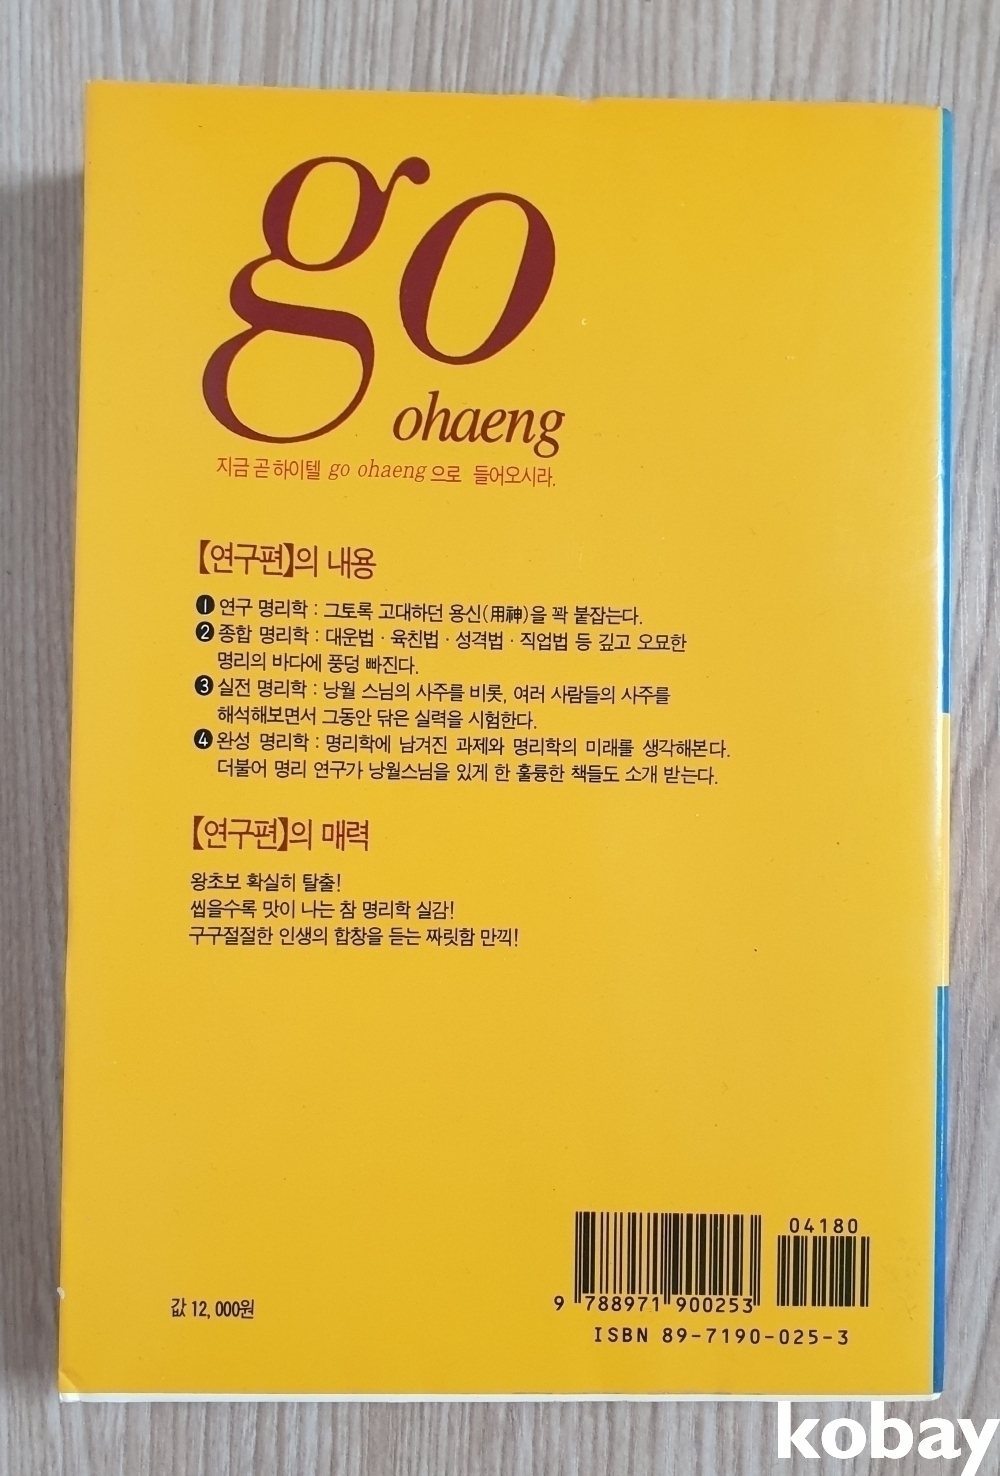 go
ohaeng
지금 곧 하이텔 go ohaeng으로 들어오시라.
【연구편】의 내용
❶ 연구 명리학 : 그토록 고대하던 용신(用神)을 꽉 붙잡는다.
❷ 종합 명리학 : 대운법 · 육친법 · 성격법 · 직업법 등 깊고 오묘한
명리의 바다에 풍덩 빠진다.
❸ 실전 명리학 : 낭월 스님의 사주를 비롯, 여러 사람들의 사주를
해석해보면서 그동안 닦은 실력을 시험한다.
❹ 완성 명리학 : 명리학에 남겨진 과제와 명리학의 미래를 생각해본다.
더불어 명리 연구가 낭월스님을 있게 한 훌륭한 책들도 소개 받는다.
【연구편】의 매력
왕초보 확실히 탈출!
씹을수록 맛이 나는 참 명리학 실감!
구구절절한 인생의 합창을 듣는 짜릿함 만끽!
04180
9 788971 900253
값 12,000원
ISBN 89-7190-025-3
kobay